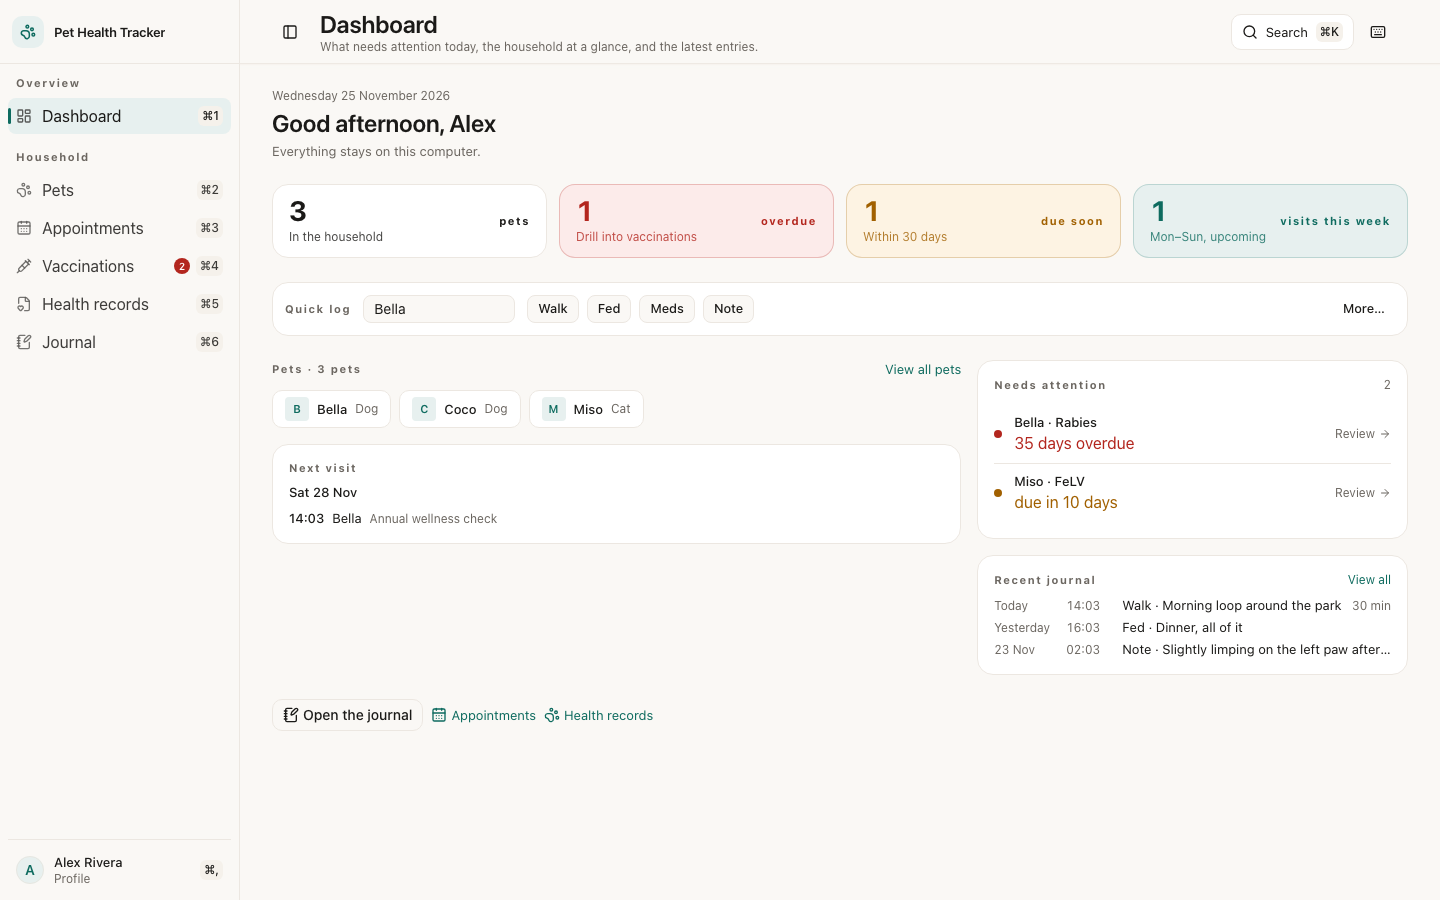 Pet Health Tracker
Overview
Dashboard ⌘1
Household
Pets ⌘2
Appointments ⌘3
Vaccinations 2 ⌘4
Health records ⌘5
Journal ⌘6
A
Alex Rivera
Profile
⌘,
Dashboard
What needs attention today, the household at a glance, and the latest entries.
Search ⌘K
Wednesday 25 November 2026
Good afternoon, Alex
Everything stays on this computer.
3
In the household
pets
1
Drill into vaccinations
overdue
1
Within 30 days
due soon
1
Mon–Sun, upcoming
visits this week
Quick log Bella Walk Fed Meds Note More…
Pets · 3 pets View all pets
B Bella Dog
C Coco Dog
M Miso Cat
Next visit
Sat 28 Nov
14:03 Bella Annual wellness check
Needs attention 2
Bella · Rabies
35 days overdue
Review →
Miso · FeLV
due in 10 days
Review →
Recent journal View all
Today 14:03 Walk · Morning loop around the park 30 min
Yesterday 16:03 Fed · Dinner, all of it
23 Nov 02:03 Note · Slightly limping on the left paw after…
Open the journal Appointments Health records